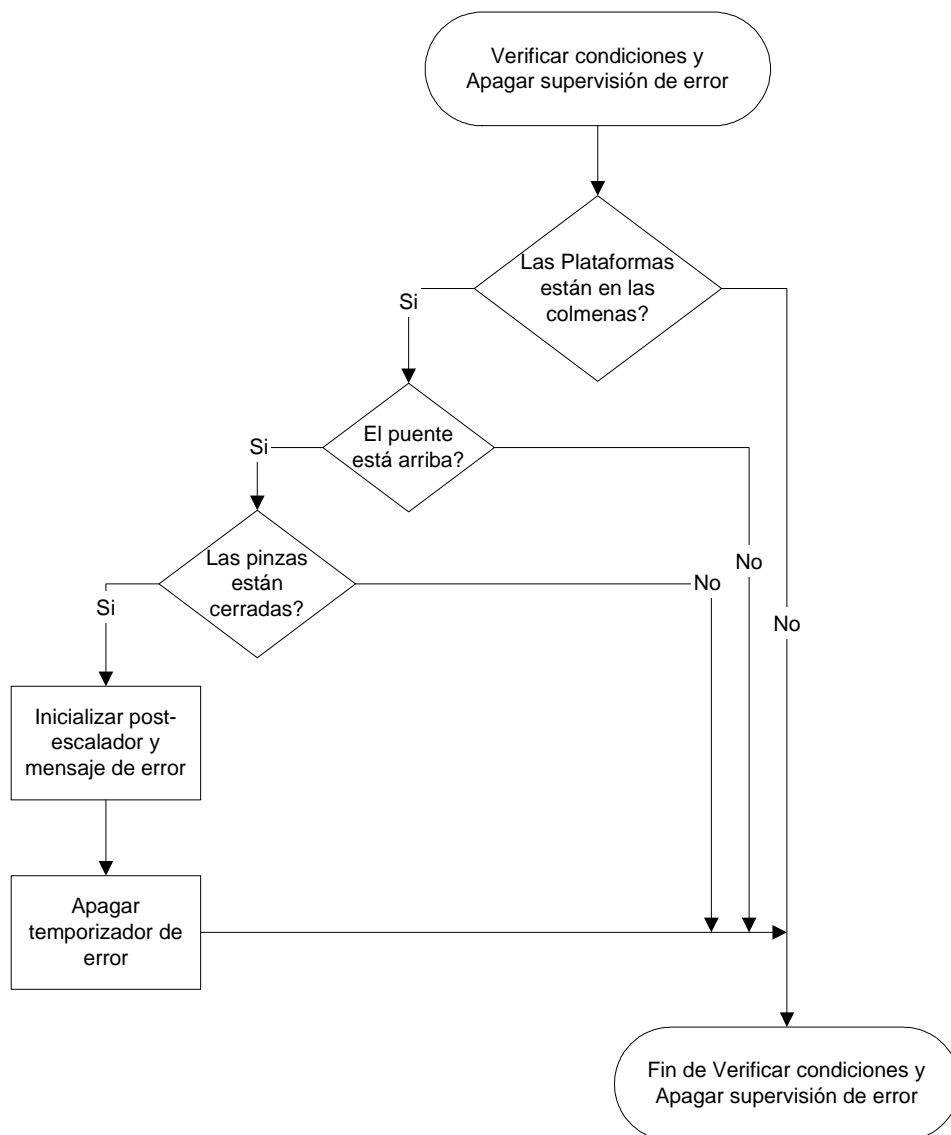 Verificar condiciones y
Apagar supervisión de error
Las Plataformas
están en las
colmenas?
Si
El puente
está arriba?
Si
Las pinzas
están
cerradas?
No
No
Si
No
Inicializar post-
escalador y
mensaje de error
Apagar
temporizador de
error
Fin de Verificar condiciones y
Apagar supervisión de error